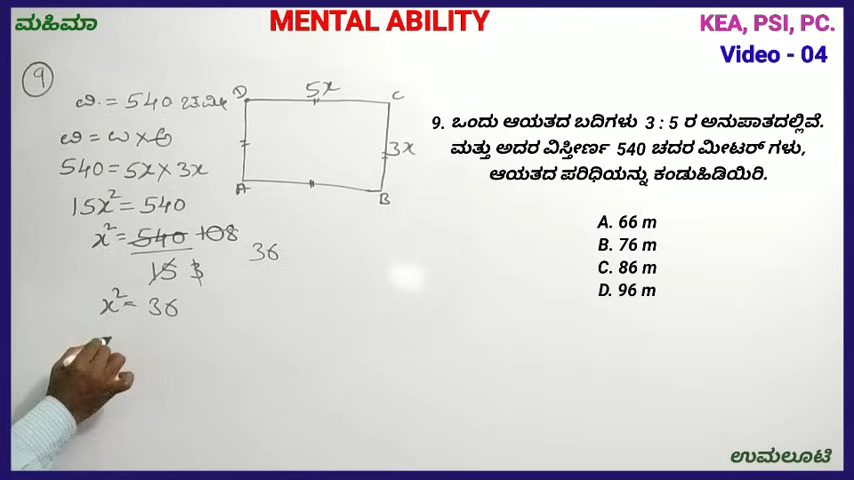 ಮಹಿಮಾ
MENTAL ABILITY
KEA, PSI, PC.
Video - 04
9
ವಿ. = 540 ಚಮೀ
ವಿ = ಉ × ಅ
540 = 5x × 3x
15x² = 540
x² = 540 108
15 3
36
x² = 36
D
5x
C
3x
A
B
9. ಒಂದು ಆಯತದ ಬದಿಗಳು 3 : 5 ರ ಅನುಪಾತದಲ್ಲಿವೆ.
ಮತ್ತು ಅದರ ವಿಸ್ತೀರ್ಣ 540 ಚದರ ಮೀಟರ್ ಗಳು,
ಆಯತದ ಪರಿಧಿಯನ್ನು ಕಂಡುಹಿಡಿಯಿರಿ.
A. 66 m
B. 76 m
C. 86 m
D. 96 m
ಉಮಲೂಟಿ